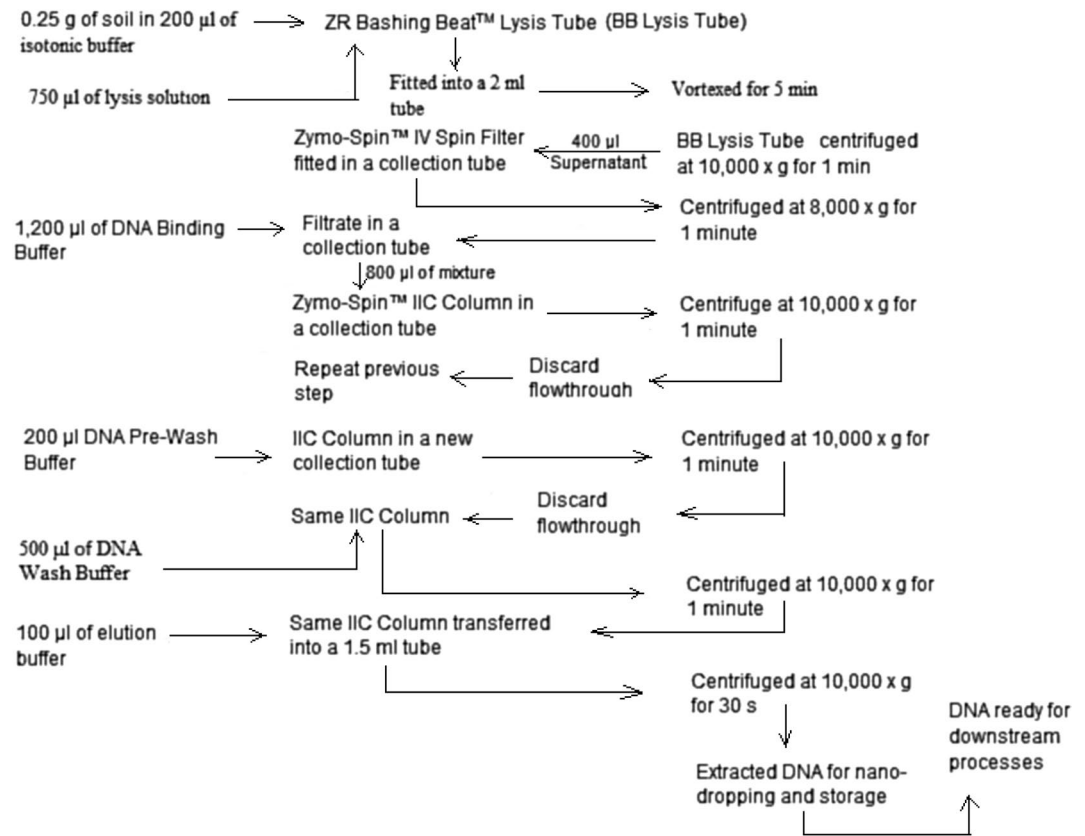 0.25 g of soil in 200 µl of
isotonic buffer
ZR Bashing Beat™ Lysis Tube (BB Lysis Tube)
750 µl of lysis solution
Fitted into a 2 ml
tube
Vortexed for 5 min
Zymo-Spin™ IV Spin Filter
fitted in a collection tube
400 µl
Supernatant
BB Lysis Tube centrifuged
at 10,000 x g for 1 min
Centrifuged at 8,000 x g for
1 minute
1,200 µl of DNA Binding
Buffer
Filtrate in a
collection tube
800 µl of mixture
Zymo-Spin™ IIC Column in
a collection tube
Centrifuge at 10,000 x g for
1 minute
Repeat previous
step
Discard
flowthrough
200 µl DNA Pre-Wash
Buffer
IIC Column in a new
collection tube
Centrifuged at 10,000 x g for
1 minute
Same IIC Column
Discard
flowthrough
500 µl of DNA
Wash Buffer
Centrifuged at 10,000 x g for
1 minute
100 µl of elution
buffer
Same IIC Column transferred
into a 1.5 ml tube
Centrifuged at 10,000 x g
for 30 s
DNA ready for
downstream
processes
Extracted DNA for nano-
dropping and storage